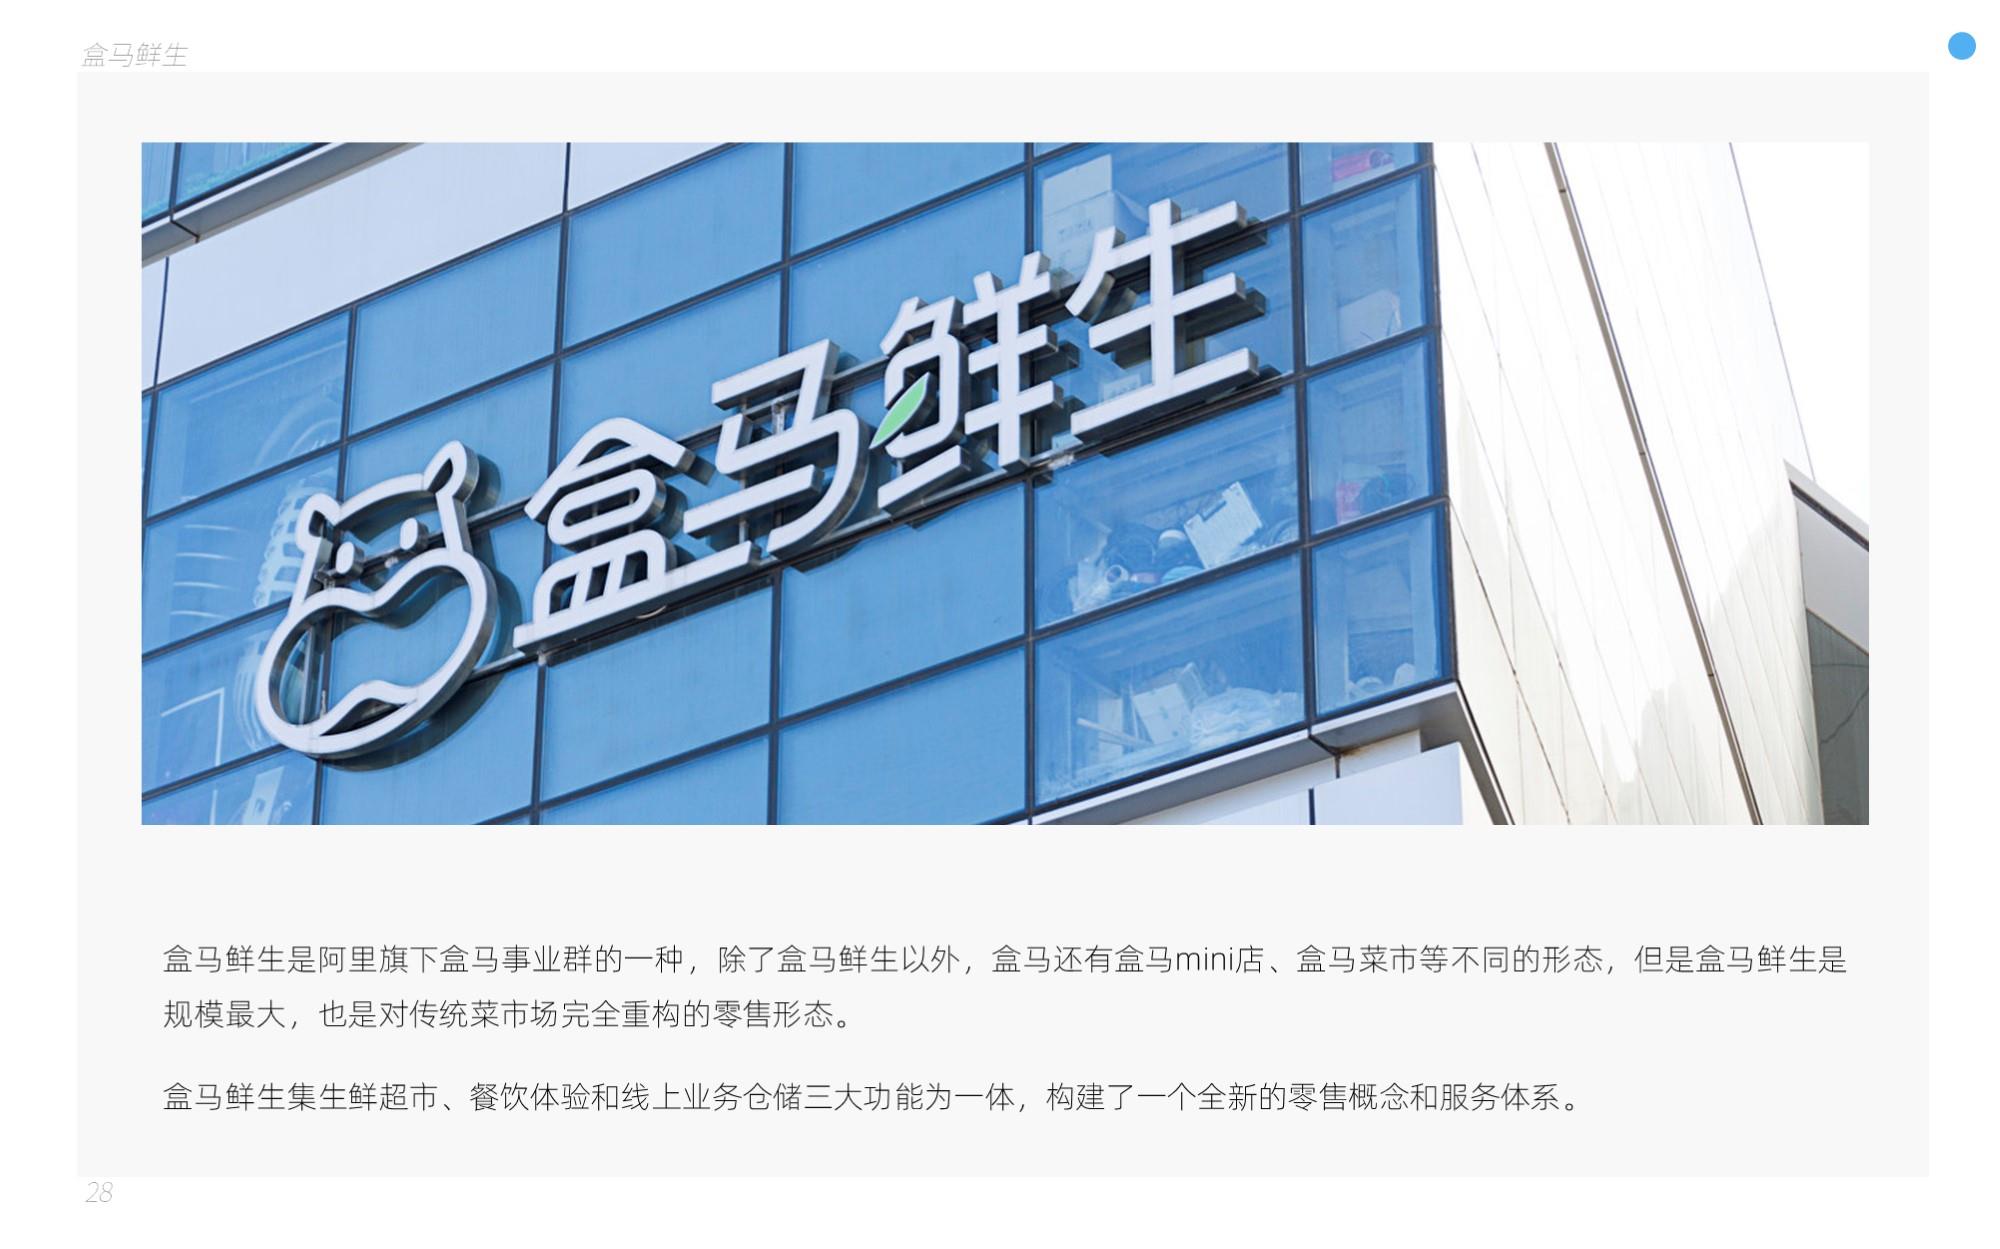 盒马鲜生
盒马鲜生
盒马鲜生是阿里旗下盒马事业群的一种，除了盒马鲜生以外，盒马还有盒马mini店、盒马菜市等不同的形态，但是盒马鲜生是
规模最大，也是对传统菜市场完全重构的零售形态。
盒马鲜生集生鲜超市、餐饮体验和线上业务仓储三大功能为一体，构建了一个全新的零售概念和服务体系。
28